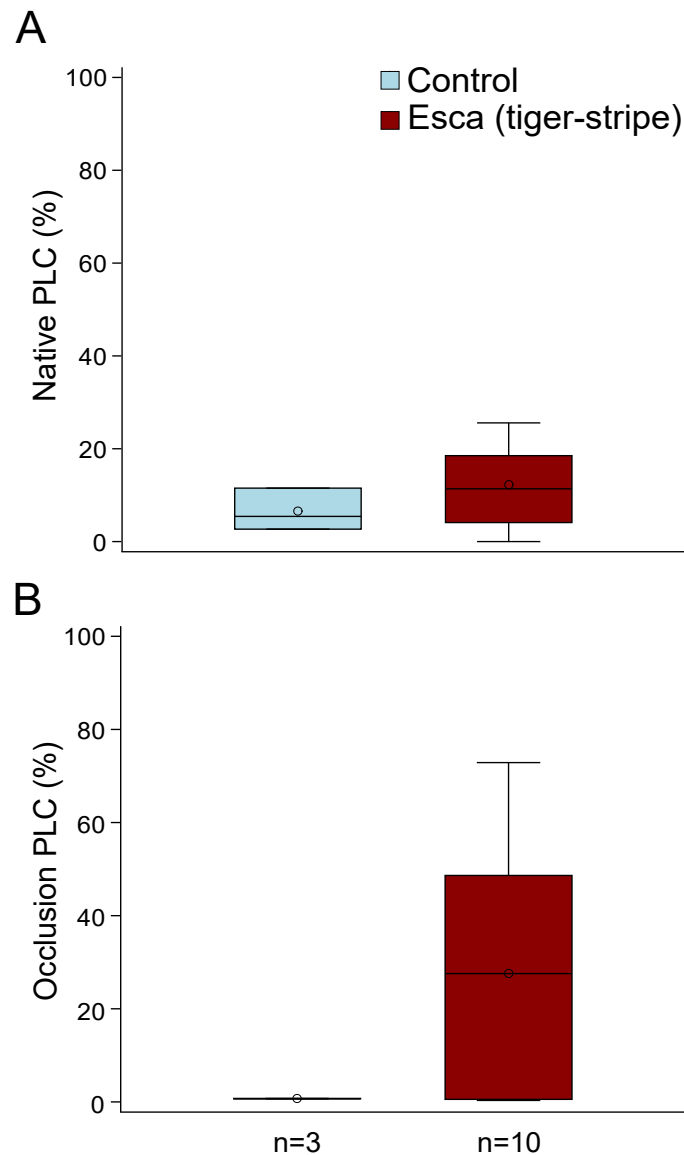 A
Control
Esca (tiger-stripe)
Native PLC (%)
100
80
60
40
20
0
B
Occlusion PLC (%)
100
80
60
40
20
0
n=3
n=10